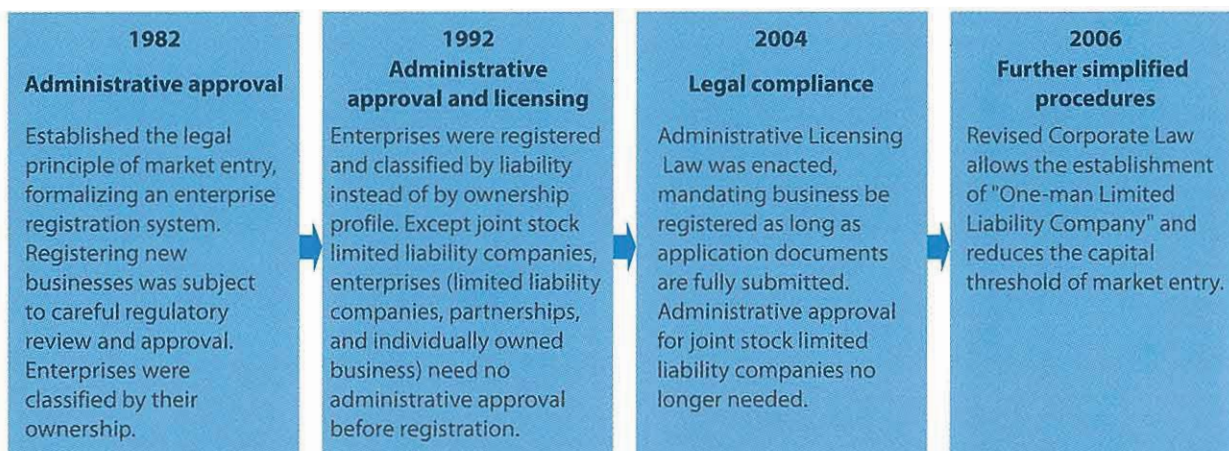 1982
Administrative approval
Established the legal
principle of market entry,
formalizing an enterprise
registration system.
Registering new
businesses was subject
to careful regulatory
review and approval.
Enterprises were
classified by their
ownership.
1992
Administrative
approval and licensing
Enterprises were registered
and classified by liability
instead of by ownership
profile. Except joint stock
limited liability companies,
enterprises (limited liability
companies, partnerships,
and individually owned
business) need no
administrative approval
before registration.
2004
Legal compliance
Administrative Licensing
Law was enacted,
mandating business be
registered as long as
application documents
are fully submitted.
Administrative approval
for joint stock limited
liability companies no
longer needed.
2006
Further simplified
procedures
Revised Corporate Law
allows the establishment
of "One-man Limited
Liability Company" and
reduces the capital
threshold of market entry.